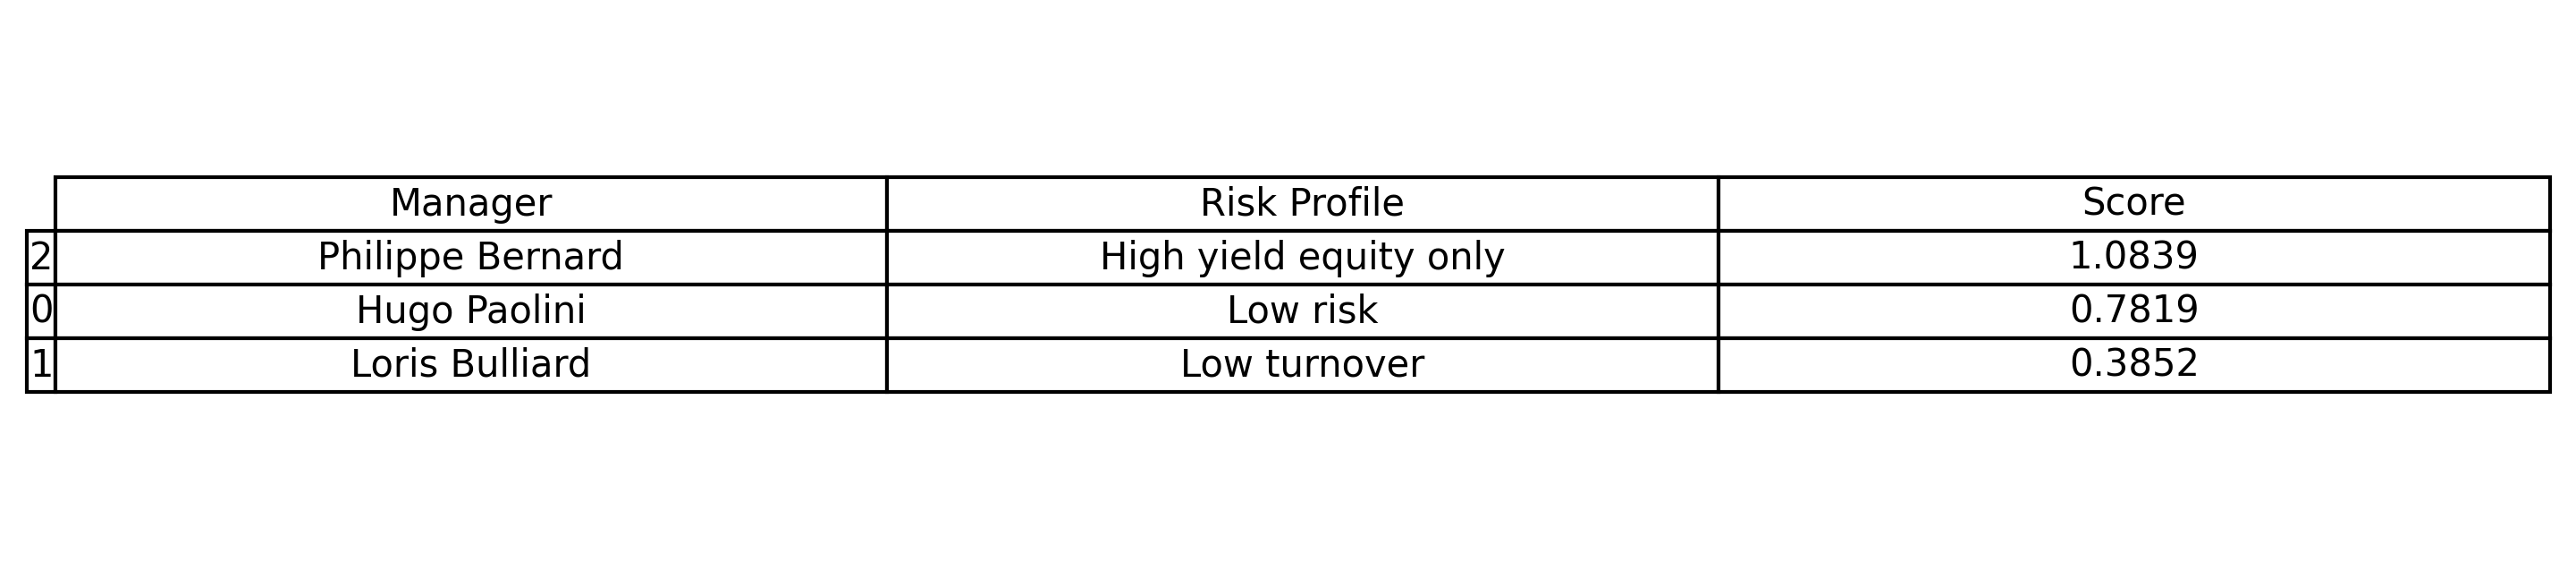 Manager Risk Profile Score
2 Philippe Bernard High yield equity only 1.0839
0 Hugo Paolini Low risk 0.7819
1 Loris Bulliard Low turnover 0.3852